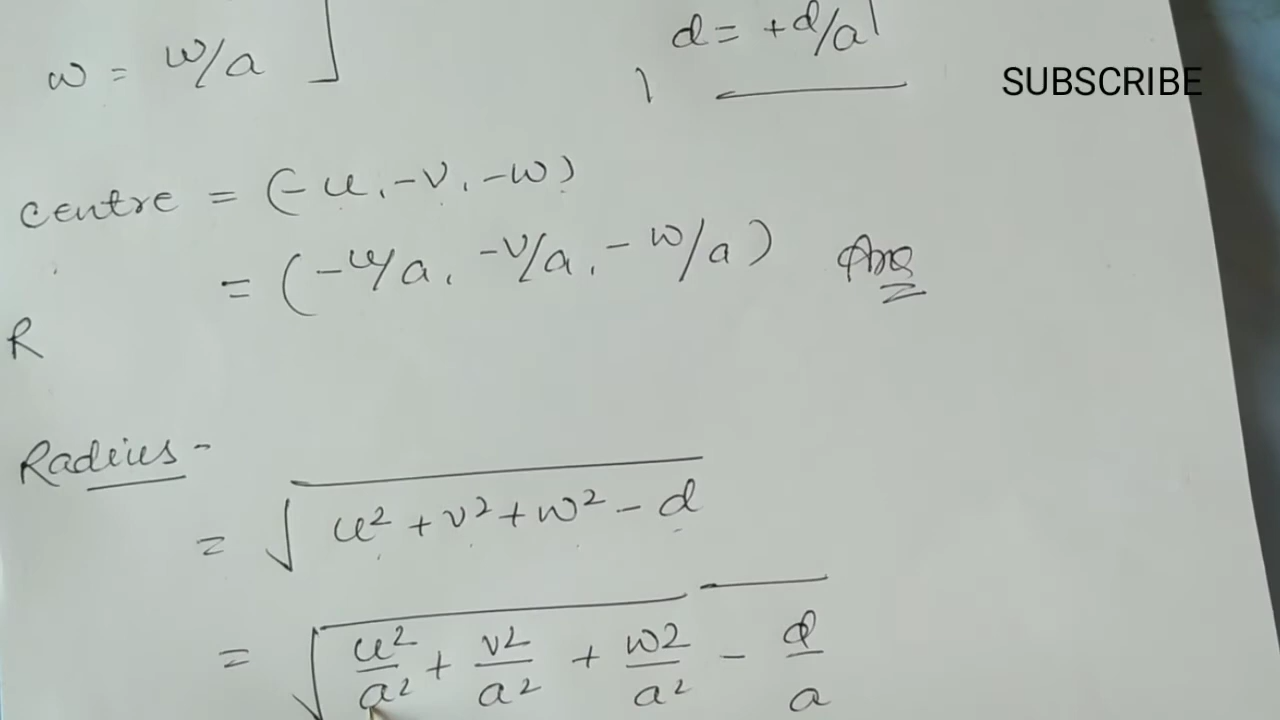 w = w/a ]
d = +d/a
SUBSCRIBE
centre = (-u, -v, -w)
= (-u/a, -v/a, -w/a) Ans
R
Radius -
= √u² + v² + w² - d
= √u²/a² + v²/a² + w²/a² - d/a